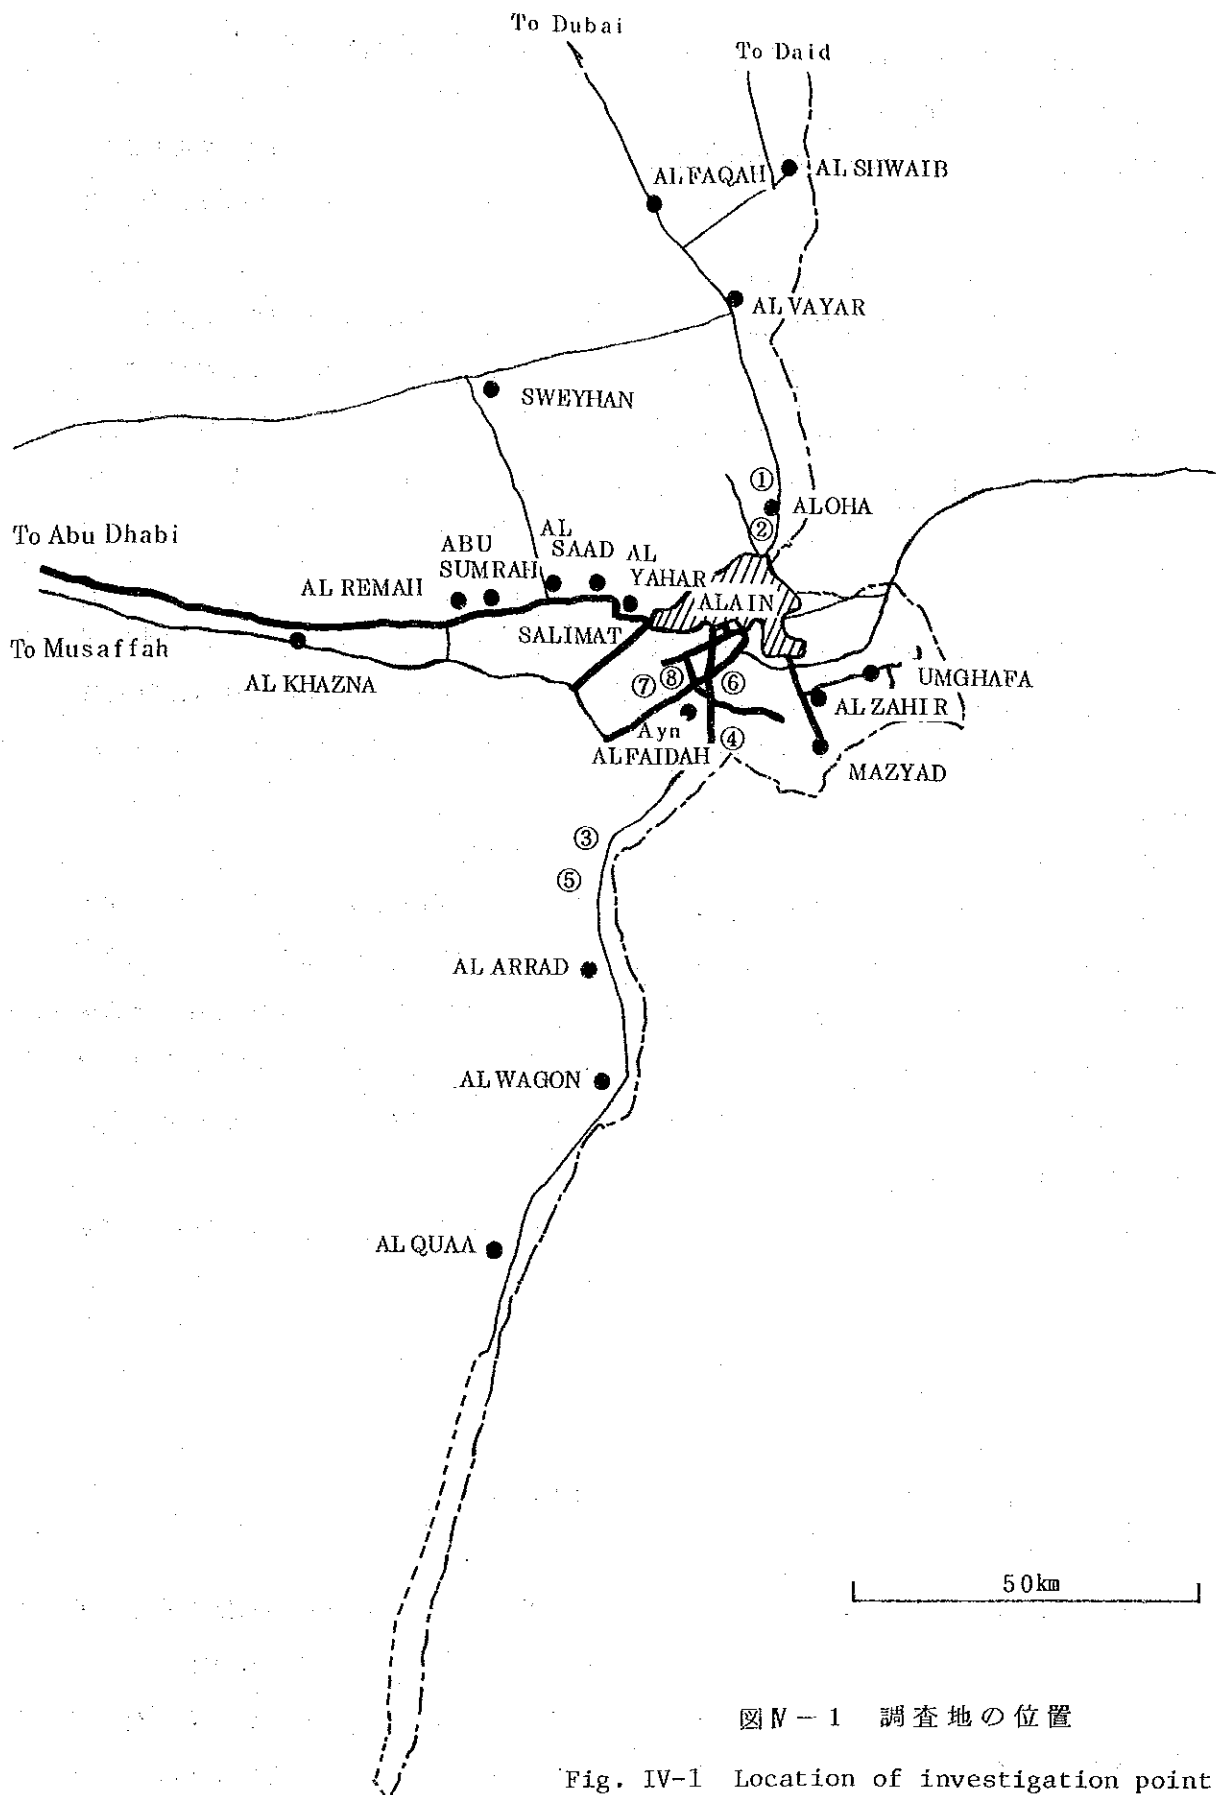 To Dubai
To Daid
AL FAQAH
AL SHWAIB
AL VAYAR
SWEYHAN
①
ALOHA
②
To Abu Dhabi
AL REMAH
ABU
SUMRAH
AL
SAAD
AL
YAHAR
ALAIN
SALIMAT
To Musaffah
AL KHAZNA
⑦
⑧
⑥
UMGHAFA
AL ZAHIR
Ayn
ALFAIDAH
④
MAZYAD
③
⑤
AL ARRAD
AL WAGON
AL QUAA
50km
図Ⅳ-1 調査地の位置
Fig. IV-1 Location of investigation point